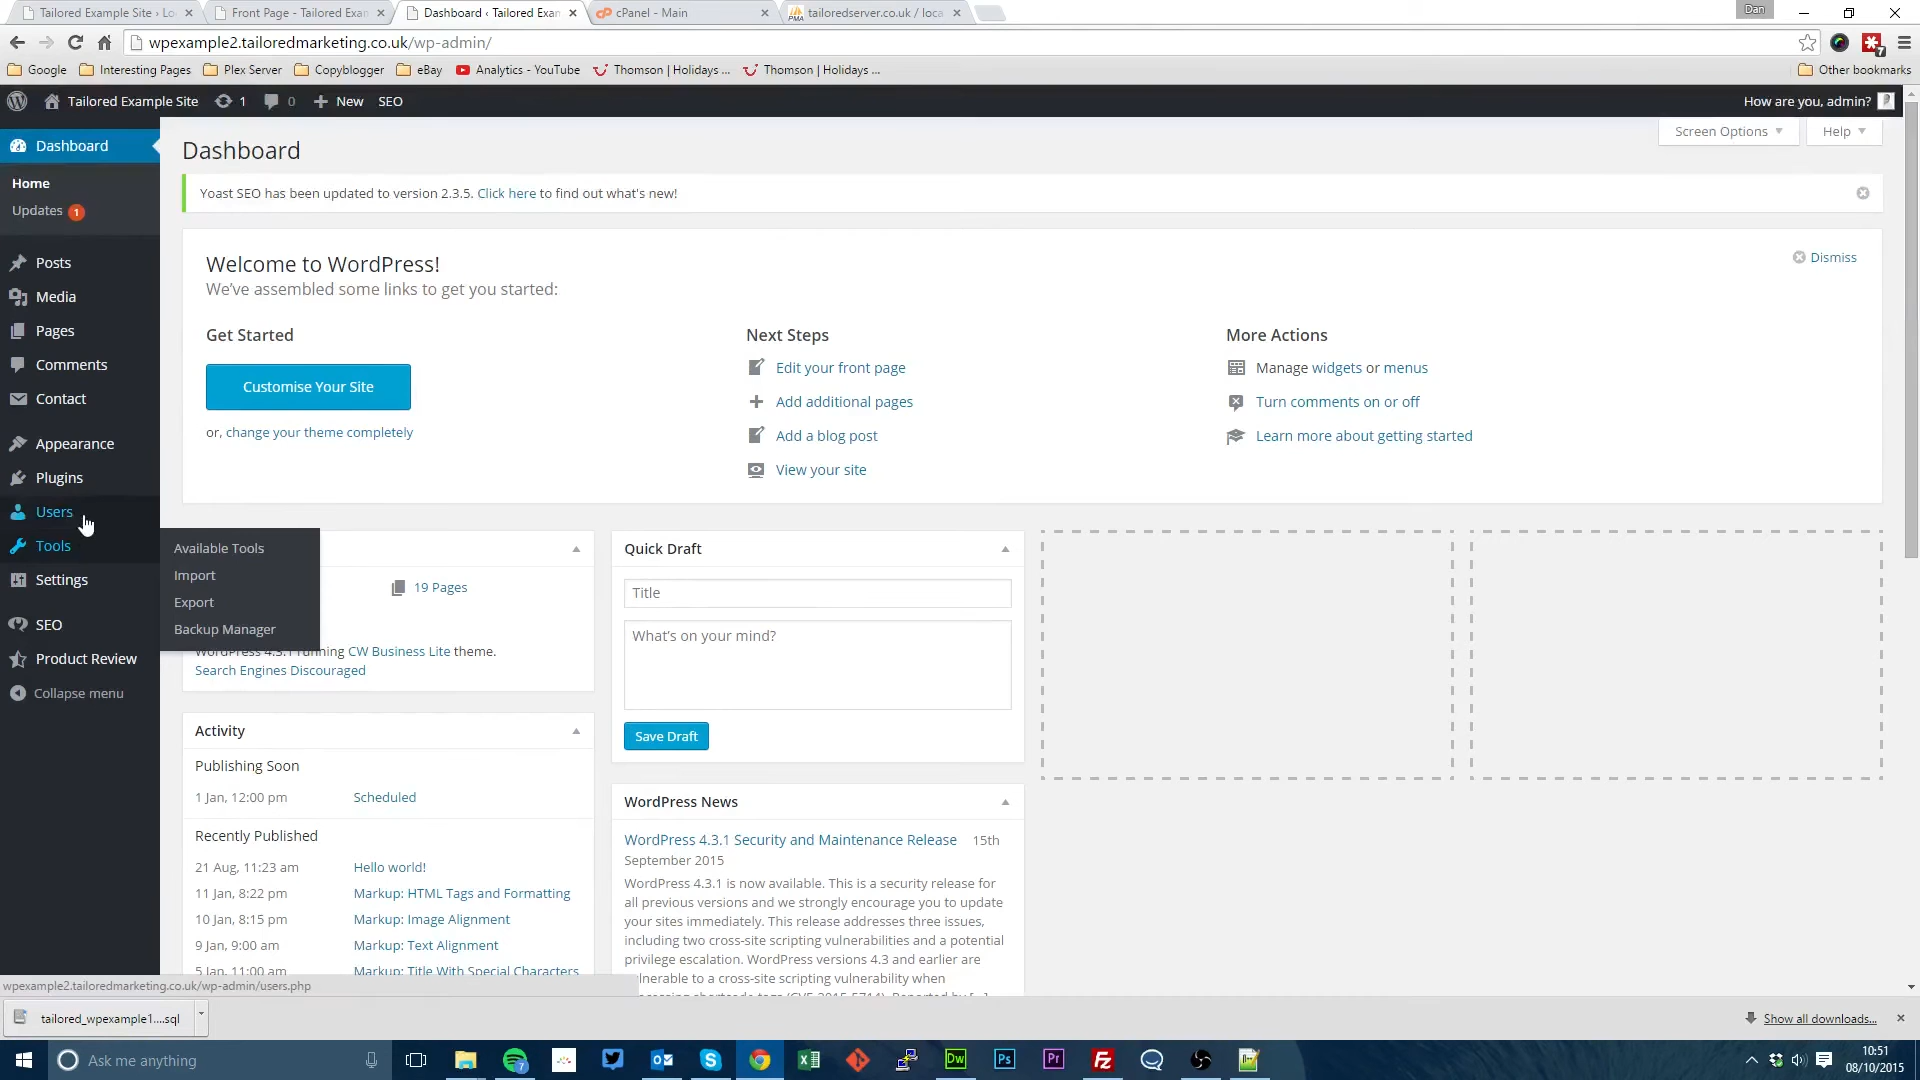 Tailored Example Site › Lo
Front Page - Tailored Exan
Dashboard ‹ Tailored Exam
cPanel - Main
tailoredserver.co.uk / loca
Dan
wpexample2.tailoredmarketing.co.uk/wp-admin/
7
Google
Interesting Pages
Plex Server
Copyblogger
eBay
Analytics - YouTube
Thomson | Holidays ...
Thomson | Holidays ...
Other bookmarks
Tailored Example Site
1
0
New
SEO
How are you, admin?
Dashboard
Home
Updates 1
Posts
Media
Pages
Comments
Contact
Appearance
Plugins
Users
Tools
Settings
SEO
Product Review
Collapse menu
Available Tools
Import
Export
Backup Manager
Screen Options
Help
Dashboard
Yoast SEO has been updated to version 2.3.5. Click here to find out what's new!
Welcome to WordPress!
We've assembled some links to get you started:
Dismiss
Get Started
Customise Your Site
or, change your theme completely
Next Steps
Edit your front page
Add additional pages
Add a blog post
View your site
More Actions
Manage widgets or menus
Turn comments on or off
Learn more about getting started
19 Pages
WordPress 4.3.1 running CW Business Lite theme.
Search Engines Discouraged
Activity
Publishing Soon
1 Jan, 12:00 pm Scheduled
Recently Published
21 Aug, 11:23 am Hello world!
11 Jan, 8:22 pm Markup: HTML Tags and Formatting
10 Jan, 8:15 pm Markup: Image Alignment
9 Jan, 9:00 am Markup: Text Alignment
5 Jan, 11:00 am Markup: Title With Special Characters
Quick Draft
Title
What's on your mind?
Save Draft
WordPress News
WordPress 4.3.1 Security and Maintenance Release 15th
September 2015
WordPress 4.3.1 is now available. This is a security release for
all previous versions and we strongly encourage you to update
your sites immediately. This release addresses three issues,
including two cross-site scripting vulnerabilities and a potential
privilege escalation. WordPress versions 4.3 and earlier are
vulnerable to a cross-site scripting vulnerability when
wpexample2.tailoredmarketing.co.uk/wp-admin/users.php
tailored_wpexample1....sql
Show all downloads...
Ask me anything
7
Dw
Ps
Pr
10:51
08/10/2015